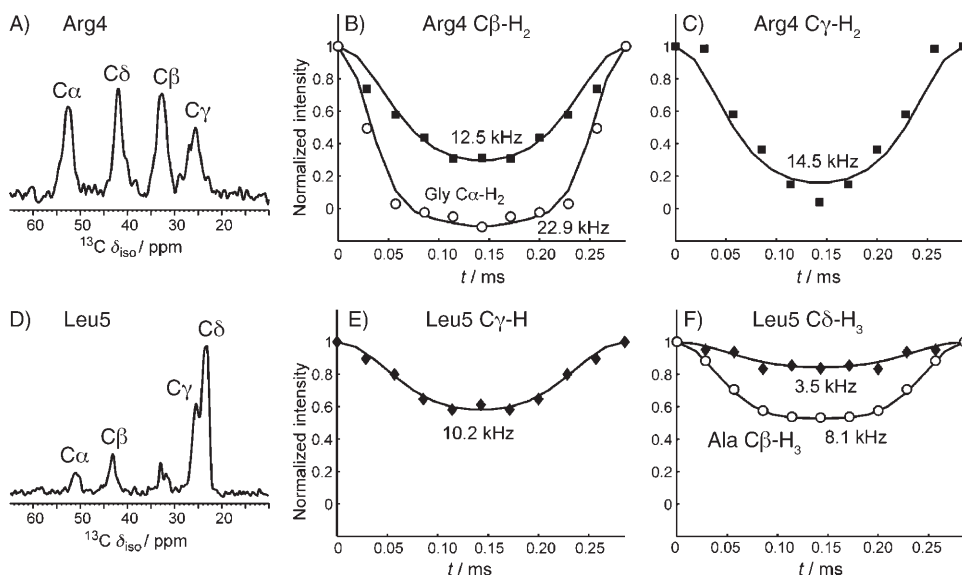 A) Arg4
Cα
Cδ
Cβ
Cγ
60 50 40 30 20
¹³C δiso / ppm
B) Arg4 Cβ-H₂
Normalized intensity
1
0.8
0.6
0.4
0.2
0
12.5 kHz
Gly Cα-H₂
22.9 kHz
0 0.05 0.10 0.15 0.20 0.25
t / ms
C) Arg4 Cγ-H₂
1
0.8
0.6
0.4
0.2
0
14.5 kHz
0 0.05 0.10 0.15 0.20 0.25
t / ms
D) Leu5
Cδ
Cγ
Cβ
Cα
60 50 40 30 20
¹³C δiso / ppm
E) Leu5 Cγ-H
Normalized intensity
1
0.8
0.6
0.4
0.2
0
10.2 kHz
0 0.05 0.10 0.15 0.20 0.25
t / ms
F) Leu5 Cδ-H₃
1
0.8
0.6
0.4
0.2
0
3.5 kHz
Ala Cβ-H₃ 8.1 kHz
0 0.05 0.10 0.15 0.20 0.25
t / ms